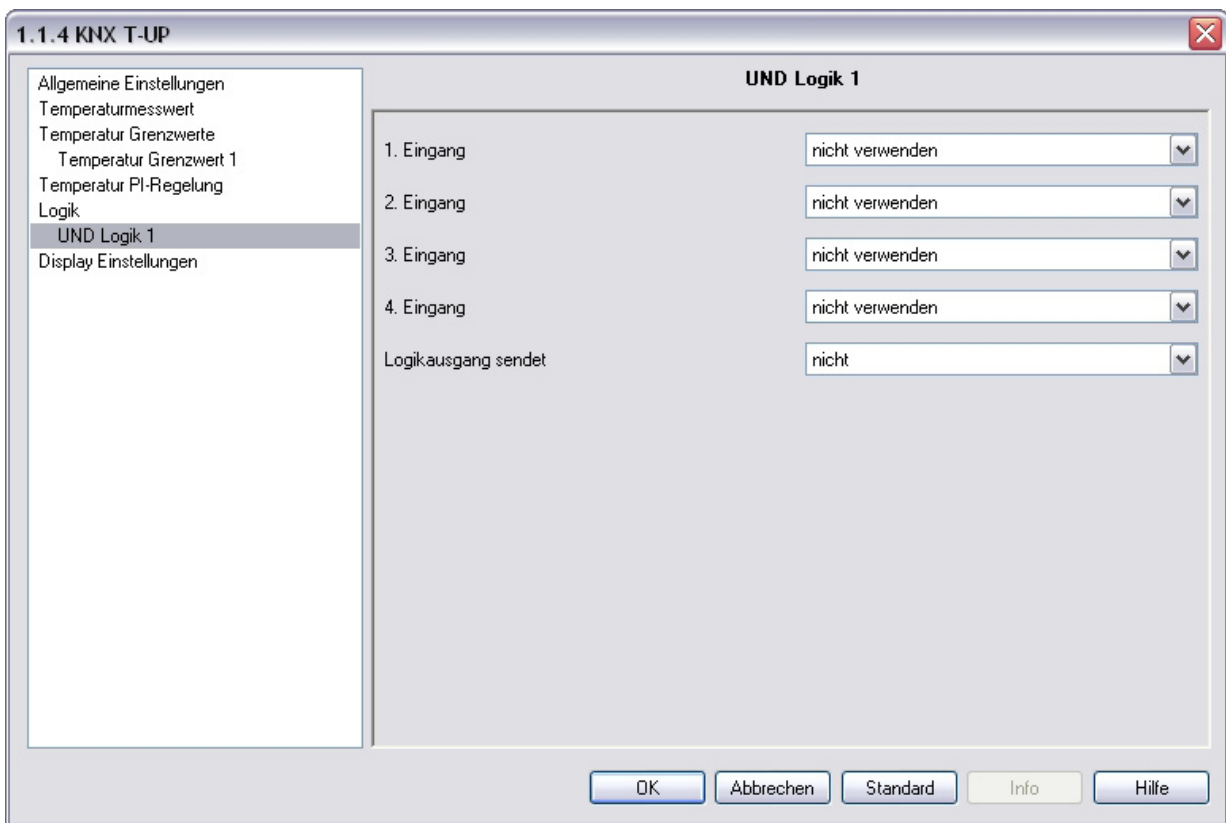 1.1.4 KNX T-UP
Allgemeine Einstellungen
Temperaturmesswert
Temperatur Grenzwerte
Temperatur Grenzwert 1
Temperatur PI-Regelung
Logik
UND Logik 1
Display Einstellungen
UND Logik 1
1. Eingang nicht verwenden
2. Eingang nicht verwenden
3. Eingang nicht verwenden
4. Eingang nicht verwenden
Logikausgang sendet nicht
OK Abbrechen Standard Info Hilfe